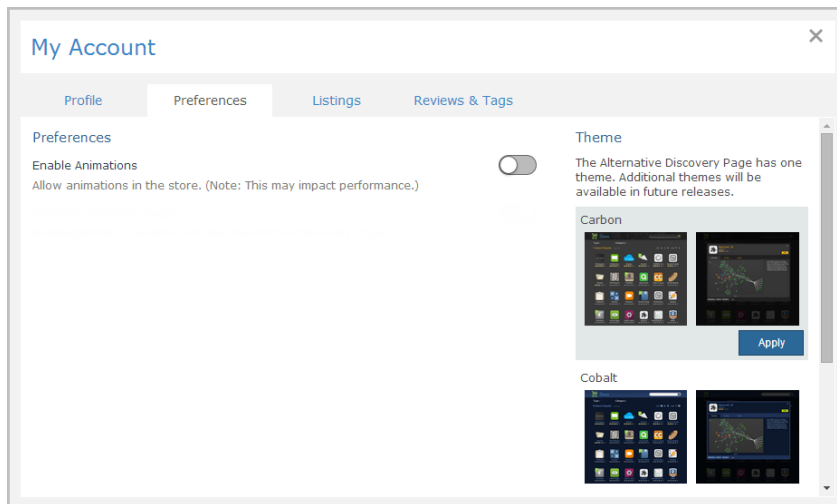 My Account
Profile
Preferences
Listings
Reviews & Tags
Preferences
Enable Animations
Allow animations in the store. (Note: This may impact performance.)
Theme
The Alternative Discovery Page has one
theme. Additional themes will be
available in future releases.
Carbon
Apply
Cobalt